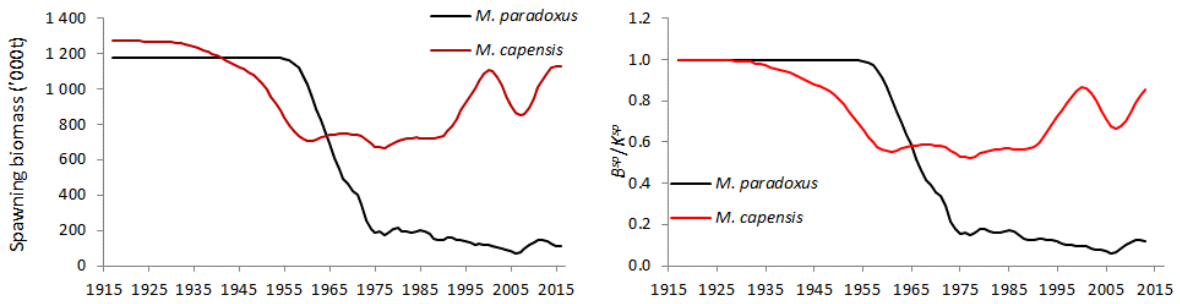 Spawning biomass ('000t)
1 400
1 200
1 000
800
600
400
200
0
M. paradoxus
M. capensis
1915 1925 1935 1945 1955 1965 1975 1985 1995 2005 2015
B^sp/K^sp
1.2
1.0
0.8
0.6
0.4
0.2
0.0
M. paradoxus
M. capensis
1915 1925 1935 1945 1955 1965 1975 1985 1995 2005 2015